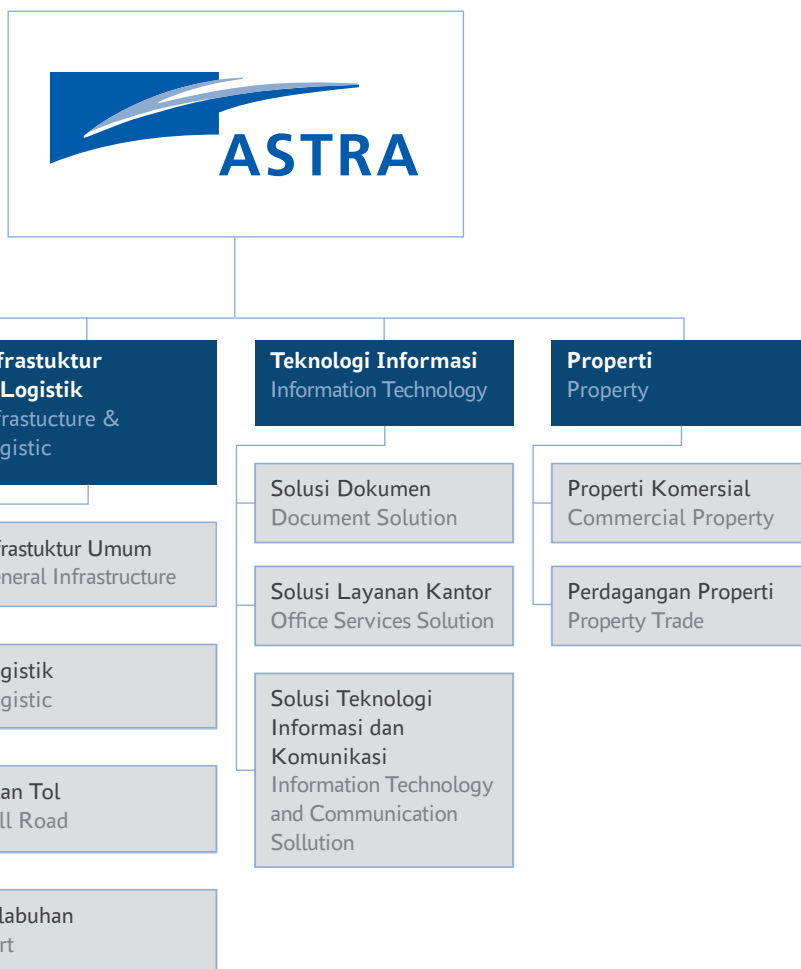 ASTRA
frastuktur
Logistik
frastucture &
gistic
frastuktur Umum
eneral Infrastructure
gistik
gistic
an Tol
ll Road
labuhan
rt
Teknologi Informasi
Information Technology
Solusi Dokumen
Document Solution
Solusi Layanan Kantor
Office Services Solution
Solusi Teknologi
Informasi dan
Komunikasi
Information Technology
and Communication
Sollution
Properti
Property
Properti Komersial
Commercial Property
Perdagangan Properti
Property Trade